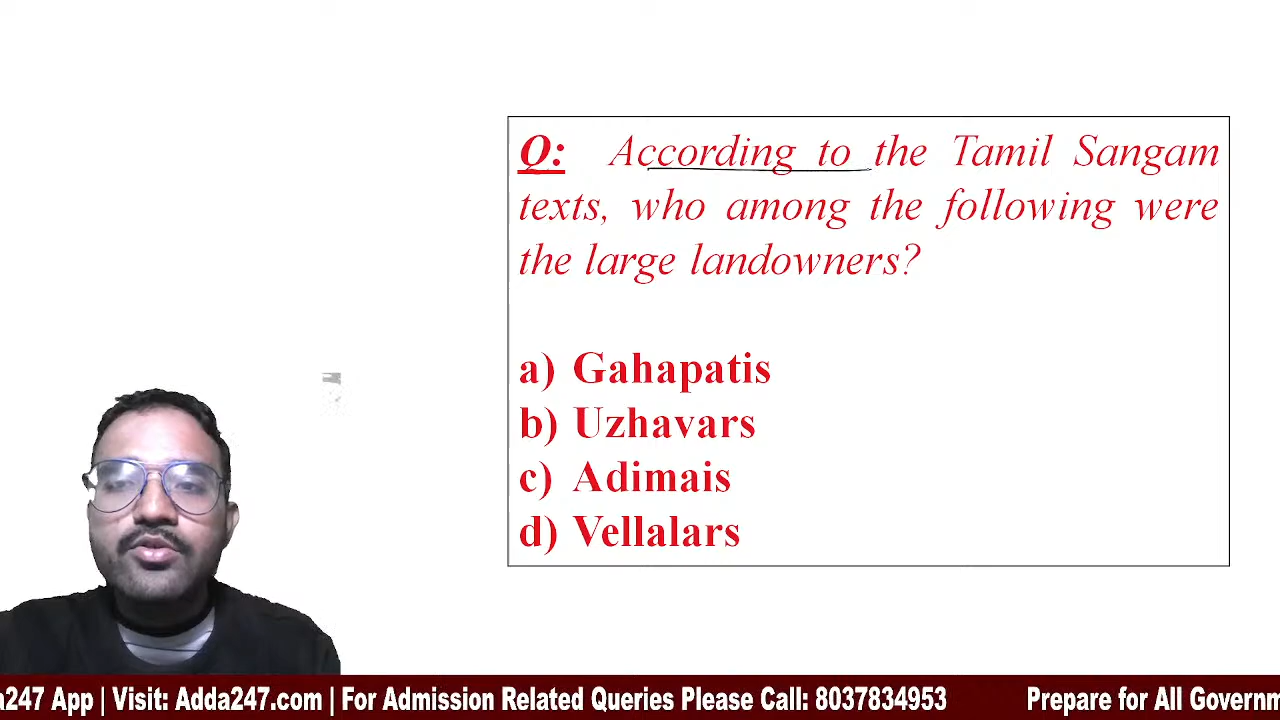 Q: According to the Tamil Sangam
texts, who among the following were
the large landowners?
a) Gahapatis
b) Uzhavars
c) Adimais
d) Vellalars
a247 App | Visit: Adda247.com | For Admission Related Queries Please Call: 8037834953 Prepare for All Governm